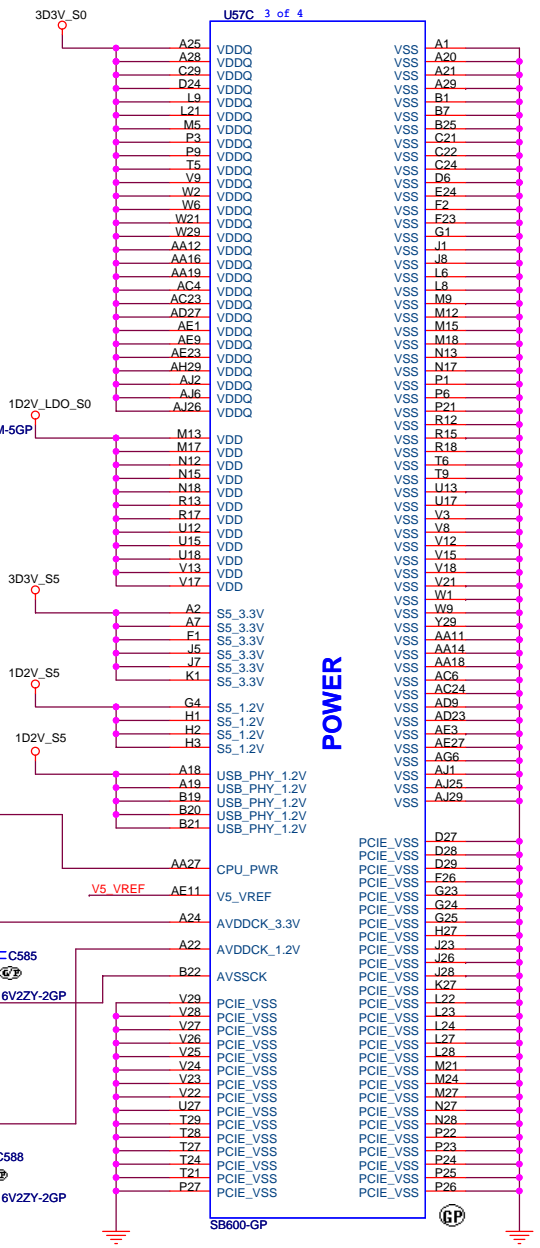 U57C 3 of 4
3D3V_S0
A25 VDDQ
A28 VDDQ
C29 VDDQ
D24 VDDQ
L9 VDDQ
L21 VDDQ
M5 VDDQ
P3 VDDQ
P9 VDDQ
T5 VDDQ
V9 VDDQ
W2 VDDQ
W6 VDDQ
W21 VDDQ
W29 VDDQ
AA12 VDDQ
AA16 VDDQ
AA19 VDDQ
AC4 VDDQ
AC23 VDDQ
AD27 VDDQ
AE1 VDDQ
AE9 VDDQ
AE23 VDDQ
AH29 VDDQ
AJ2 VDDQ
AJ6 VDDQ
AJ26 VDDQ
1D2V_LDO_S0
M-5GP
M13 VDD
M17 VDD
N12 VDD
N15 VDD
N18 VDD
R13 VDD
R17 VDD
U12 VDD
U15 VDD
U18 VDD
V13 VDD
V17 VDD
3D3V_S5
A2 S5_3.3V
A7 S5_3.3V
F1 S5_3.3V
J5 S5_3.3V
J7 S5_3.3V
K1 S5_3.3V
1D2V_S5
G4 S5_1.2V
H1 S5_1.2V
H2 S5_1.2V
H3 S5_1.2V
1D2V_S5
A18 USB_PHY_1.2V
A19 USB_PHY_1.2V
B19 USB_PHY_1.2V
B20 USB_PHY_1.2V
B21 USB_PHY_1.2V
AA27 CPU_PWR
V5_VREF AE11 V5_VREF
A24 AVDDCK_3.3V
A22 AVDDCK_1.2V
C585
GP
B22 AVSSCK
6V2ZY-2GP
V29 PCIE_VSS
V28 PCIE_VSS
V27 PCIE_VSS
V26 PCIE_VSS
V25 PCIE_VSS
V24 PCIE_VSS
V23 PCIE_VSS
V22 PCIE_VSS
U27 PCIE_VSS
T29 PCIE_VSS
T28 PCIE_VSS
T27 PCIE_VSS
T24 PCIE_VSS
T21 PCIE_VSS
P27 PCIE_VSS
C588
6V2ZY-2GP
POWER
VSS A1
VSS A20
VSS A21
VSS A29
VSS B1
VSS B7
VSS B25
VSS C21
VSS C22
VSS C24
VSS D6
VSS E24
VSS F2
VSS F23
VSS G1
VSS J1
VSS J8
VSS L6
VSS L8
VSS M9
VSS M12
VSS M15
VSS M18
VSS N13
VSS N17
VSS P1
VSS P6
VSS P21
VSS R12
VSS R15
VSS R18
VSS T6
VSS T9
VSS U13
VSS U17
VSS V3
VSS V8
VSS V12
VSS V15
VSS V18
VSS V21
VSS W1
VSS W9
VSS Y29
VSS AA11
VSS AA14
VSS AA18
VSS AC6
VSS AC24
VSS AD9
VSS AD23
VSS AE3
VSS AE27
VSS AG6
VSS AJ1
VSS AJ25
VSS AJ29
PCIE_VSS D27
PCIE_VSS D28
PCIE_VSS D29
PCIE_VSS F26
PCIE_VSS G23
PCIE_VSS G24
PCIE_VSS G25
PCIE_VSS H27
PCIE_VSS J23
PCIE_VSS J26
PCIE_VSS J28
PCIE_VSS K27
PCIE_VSS L22
PCIE_VSS L23
PCIE_VSS L24
PCIE_VSS L27
PCIE_VSS L28
PCIE_VSS M21
PCIE_VSS M24
PCIE_VSS M27
PCIE_VSS N27
PCIE_VSS N28
PCIE_VSS P22
PCIE_VSS P23
PCIE_VSS P24
PCIE_VSS P25
PCIE_VSS P26
SB600-GP
GP